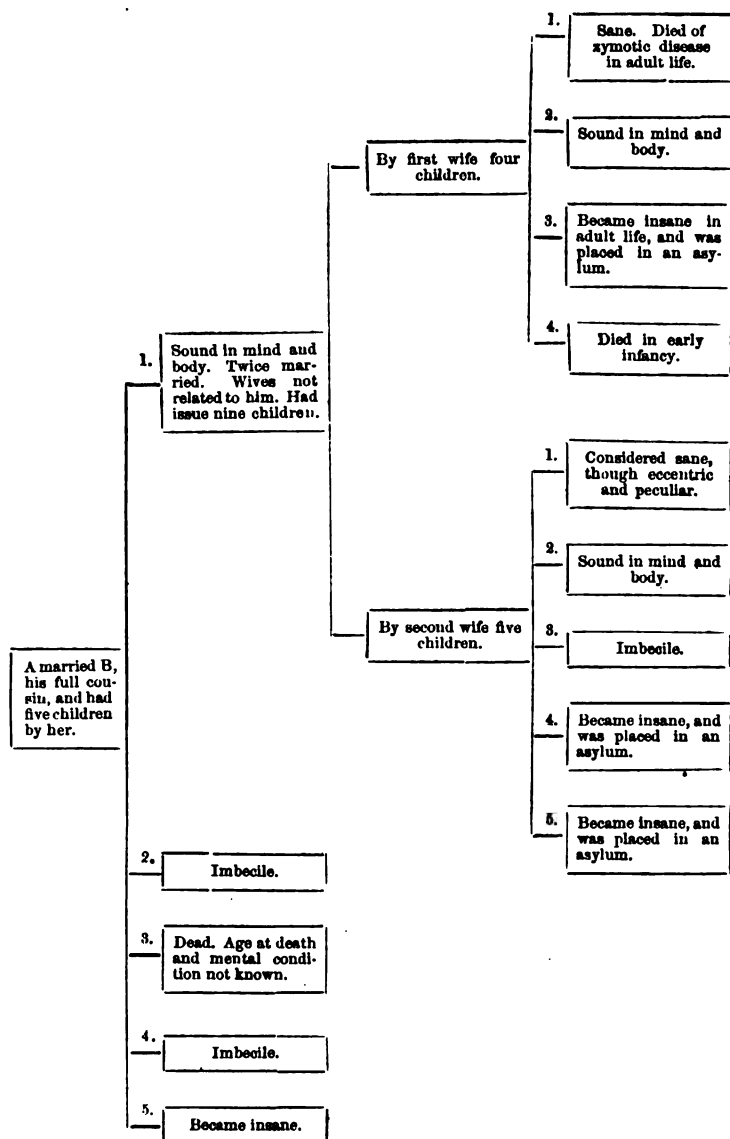 A married B,
his full cou-
sin, and had
five children
by her.
1.
Sound in mind and
body. Twice mar-
ried. Wives not
related to him. Had
issue nine children.
By first wife four
children.
1.
Sane. Died of
zymotic disease
in adult life.
2.
Sound in mind and
body.
3.
Became insane in
adult life, and was
placed in an asy-
lum.
4.
Died in early
infancy.
By second wife five
children.
1.
Considered sane,
though eccentric
and peculiar.
2.
Sound in mind and
body.
3.
Imbecile.
4.
Became insane, and
was placed in an
asylum.
5.
Became insane, and
was placed in an
asylum.
2.
Imbecile.
3.
Dead. Age at death
and mental condi-
tion not known.
4.
Imbecile.
5.
Became insane.